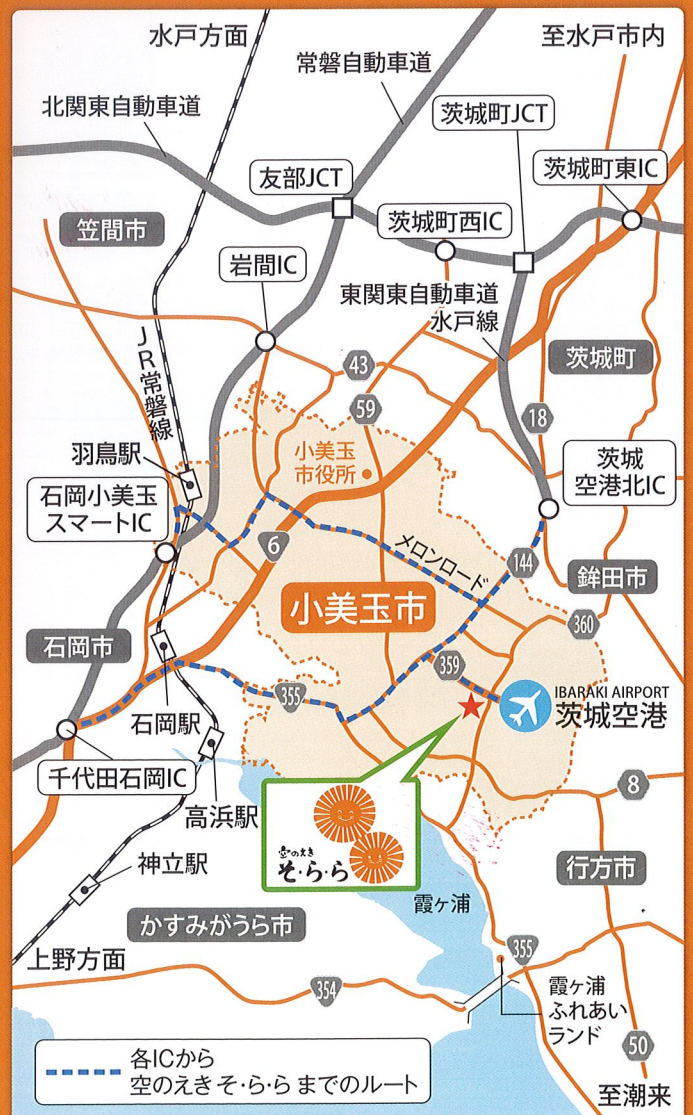 水戸方面
至水戸市内
常磐自動車道
北関東自動車道
茨城町JCT
友部JCT
茨城町東IC
茨城町西IC
笠間市
岩間IC
東関東自動車道
水戸線
JR常磐線
43
茨城町
59
18
小美玉
市役所
羽鳥駅
茨城
空港北IC
石岡小美玉
スマートIC
6
メロンロード
144
鉾田市
小美玉市
360
石岡市
359
IBARAKI AIRPORT
茨城空港
355
石岡駅
千代田石岡IC
8
高浜駅
空のえき
そ・ら・ら
神立駅
行方市
霞ヶ浦
かすみがうら市
上野方面
355
354
霞ヶ浦
ふれあい
ランド
50
各ICから
空のえき そ・ら・ら までのルート
至潮来